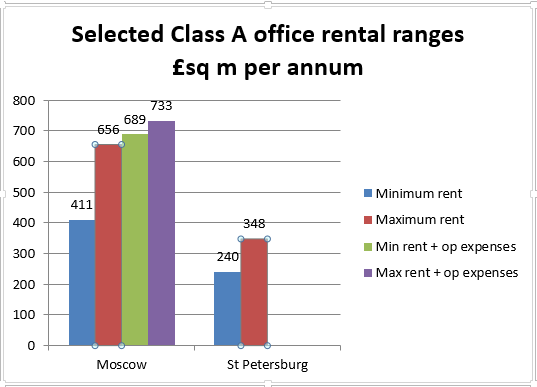 Selected Class A office rental ranges
£sq m per annum
800
700
600
500
400
300
200
100
0
411
656
689
733
240
348
Moscow
St Petersburg
Minimum rent
Maximum rent
Min rent + op expenses
Max rent + op expenses